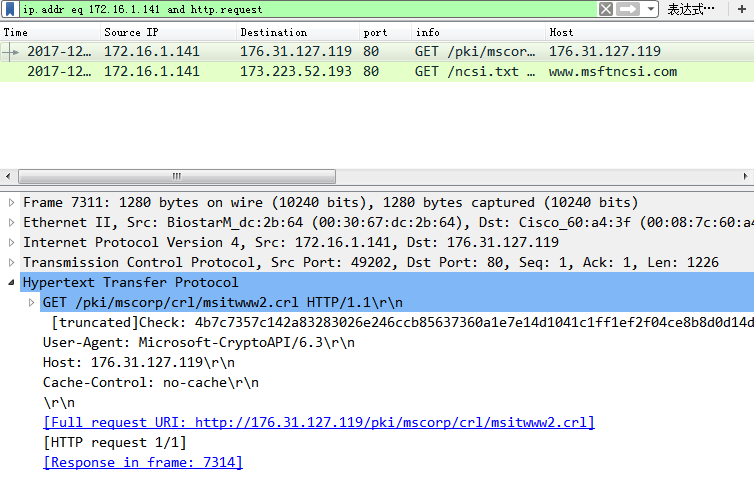 ip.addr eq 172.16.1.141 and http.request 表达式…
Time Source IP Destination port info Host
2017-12… 172.16.1.141 176.31.127.119 80 GET /pki/mscor… 176.31.127.119
2017-12… 172.16.1.141 173.223.52.193 80 GET /ncsi.txt … www.msftncsi.com
Frame 7311: 1280 bytes on wire (10240 bits), 1280 bytes captured (10240 bits)
Ethernet II, Src: BiostarM_dc:2b:64 (00:30:67:dc:2b:64), Dst: Cisco_60:a4:3f (00:08:7c:60:a4
Internet Protocol Version 4, Src: 172.16.1.141, Dst: 176.31.127.119
Transmission Control Protocol, Src Port: 49202, Dst Port: 80, Seq: 1, Ack: 1, Len: 1226
Hypertext Transfer Protocol
GET /pki/mscorp/crl/msitwww2.crl HTTP/1.1\r\n
[truncated]Check: 4b7c7357c142a83283026e246ccb85637360a1e7e14d1041c1ff1ef2f04ce8b8d0d14d
User-Agent: Microsoft-CryptoAPI/6.3\r\n
Host: 176.31.127.119\r\n
Cache-Control: no-cache\r\n
\r\n
[Full request URI: http://176.31.127.119/pki/mscorp/crl/msitwww2.crl]
[HTTP request 1/1]
[Response in frame: 7314]